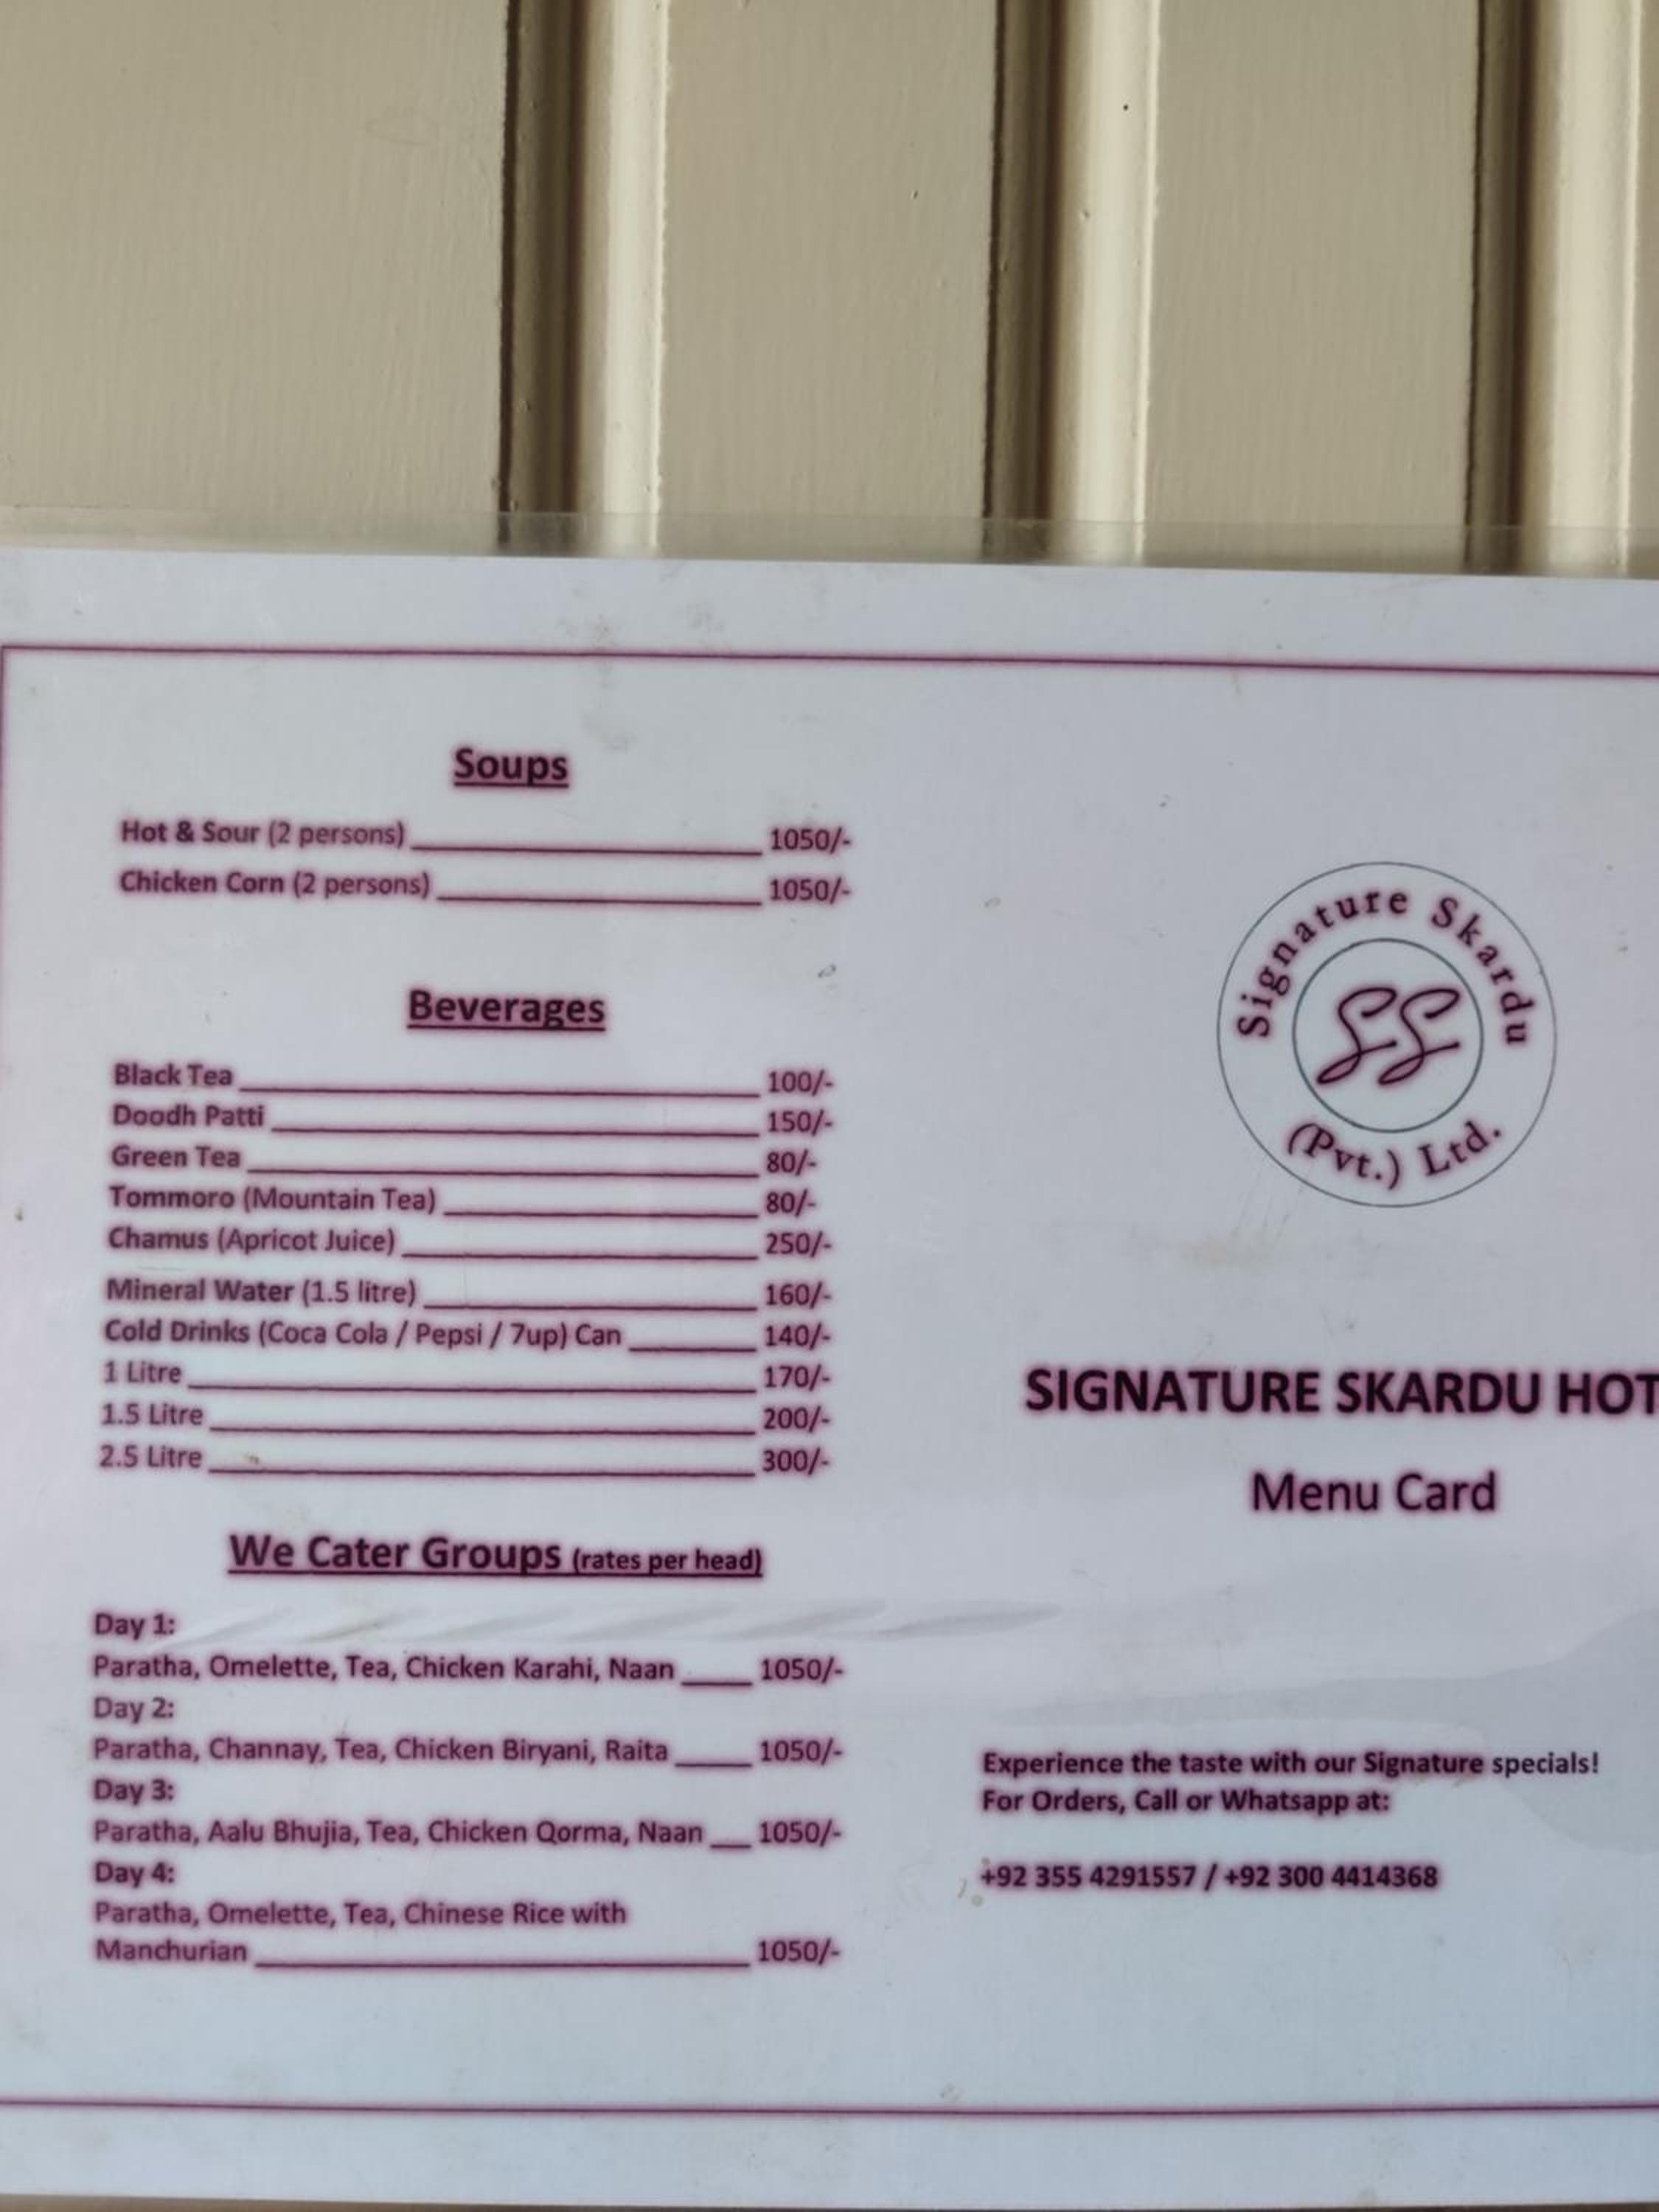 Soups
Hot & Sour (2 persons) 1050/-
Chicken Corn (2 persons) 1050/-
Beverages
Black Tea 100/-
Doodh Patti 150/-
Green Tea 80/-
Tommoro (Mountain Tea) 80/-
Chamus (Apricot Juice) 250/-
Mineral Water (1.5 litre) 160/-
Cold Drinks (Coca Cola / Pepsi / 7up) Can 140/-
1 Litre 170/-
1.5 Litre 200/-
2.5 Litre 300/-
We Cater Groups (rates per head)
Day 1:
Paratha, Omelette, Tea, Chicken Karahi, Naan 1050/-
Day 2:
Paratha, Channay, Tea, Chicken Biryani, Raita 1050/-
Day 3:
Paratha, Aalu Bhujia, Tea, Chicken Qorma, Naan 1050/-
Day 4:
Paratha, Omelette, Tea, Chinese Rice with
Manchurian 1050/-
Signature Skardu
SS
(Pvt.) Ltd.
SIGNATURE SKARDU HOT
Menu Card
Experience the taste with our Signature specials!
For Orders, Call or Whatsapp at:
+92 355 4291557 / +92 300 4414368